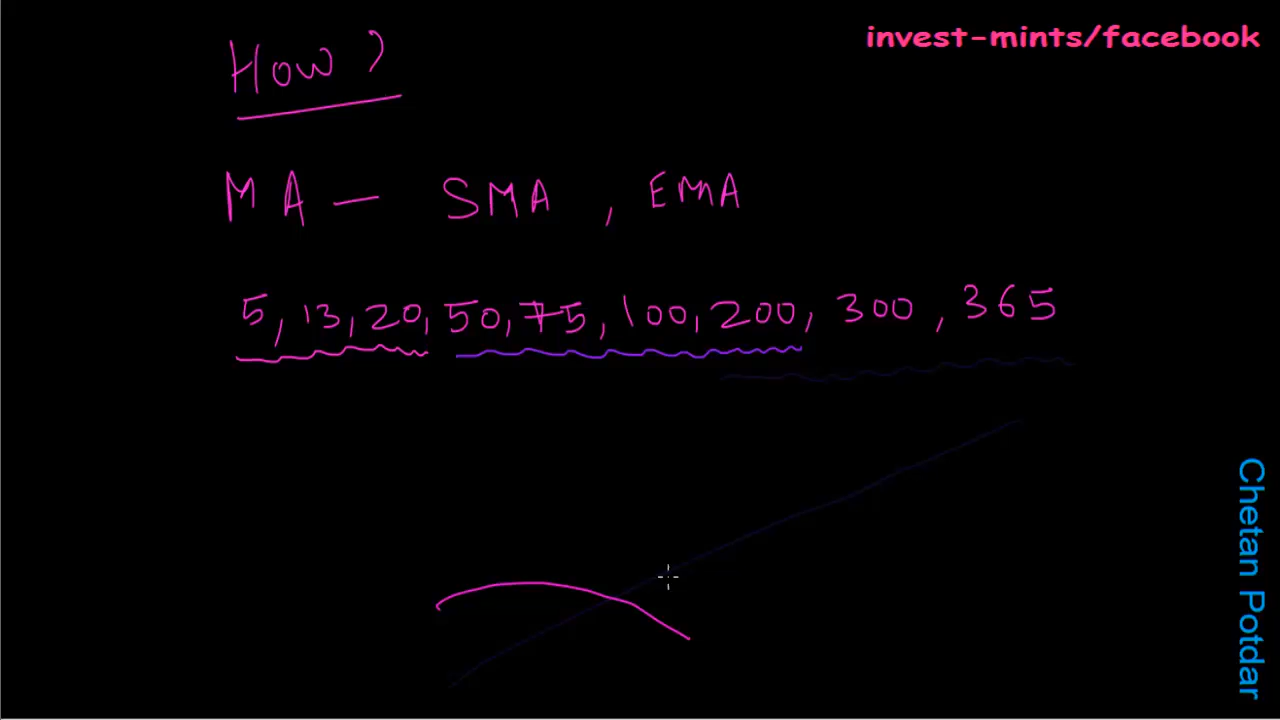 invest-mints/facebook
How ?
MA — SMA , EMA
5, 13, 20, 50, 75, 100, 200, 300, 365
Chetan Potdar